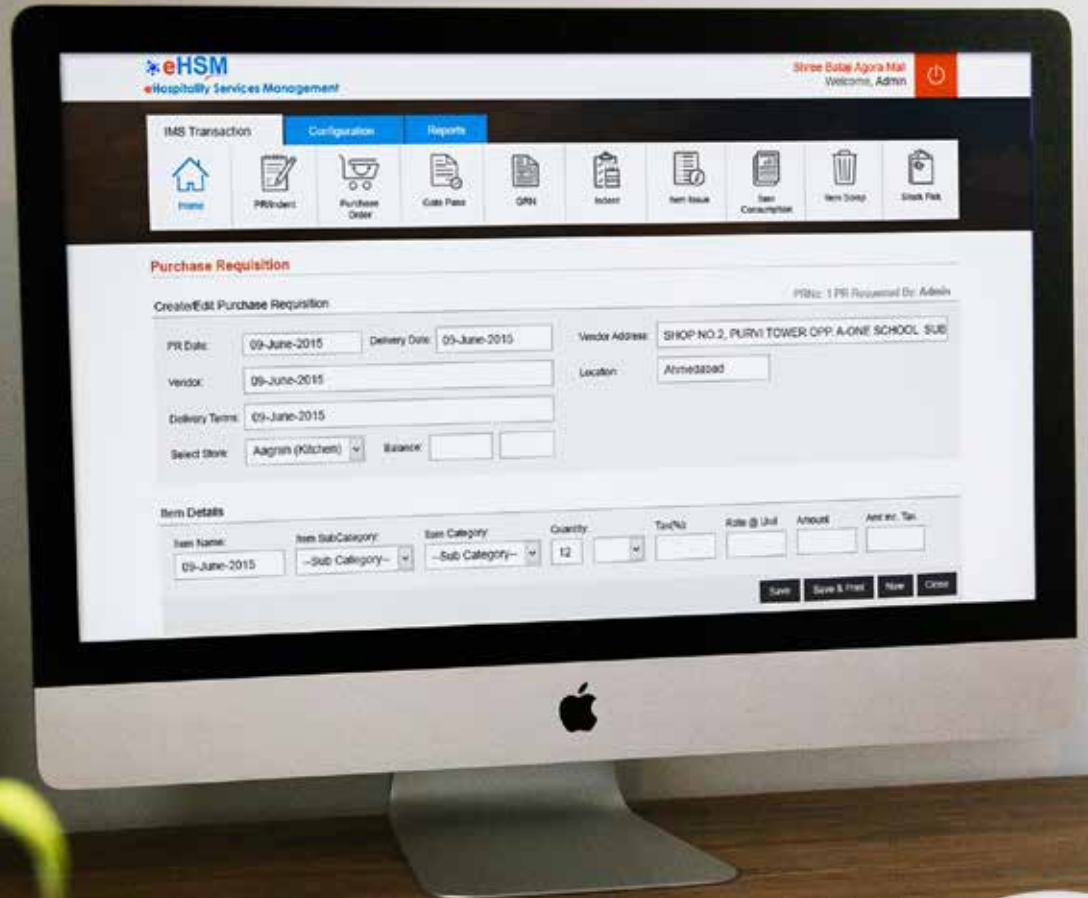 eHSM
eHospitality Services Management
Shree Balaji Agora Mall
Welcome, Admin
IMS Transaction Configuration Reports
Home PR/Indent Purchase Order Gate Pass GRN Indent Item Issue Item Consumption Item Scrap
Purchase Requisition
Create/Edit Purchase Requisition
PRNo: 1 PR Requested By: Admin
PR Date: 09-June-2015 Delivery Date: 09-June-2015 Vendor Address: SHOP NO.2, PURVI TOWER OPP. A-ONE SCHOOL SUB
Vendor: 09-June-2015 Location: Ahmedabad
Delivery Terms: 09-June-2015
Select Store: (Kitchen) Balance:
Item Details
Item Name: Item SubCategory: Item Category Quantity: Tax(%) Rate @ Unit Amount Amt inc. Tax
09-June-2015 --Sub Category-- --Sub Category-- 12
Save Save & Print New Close